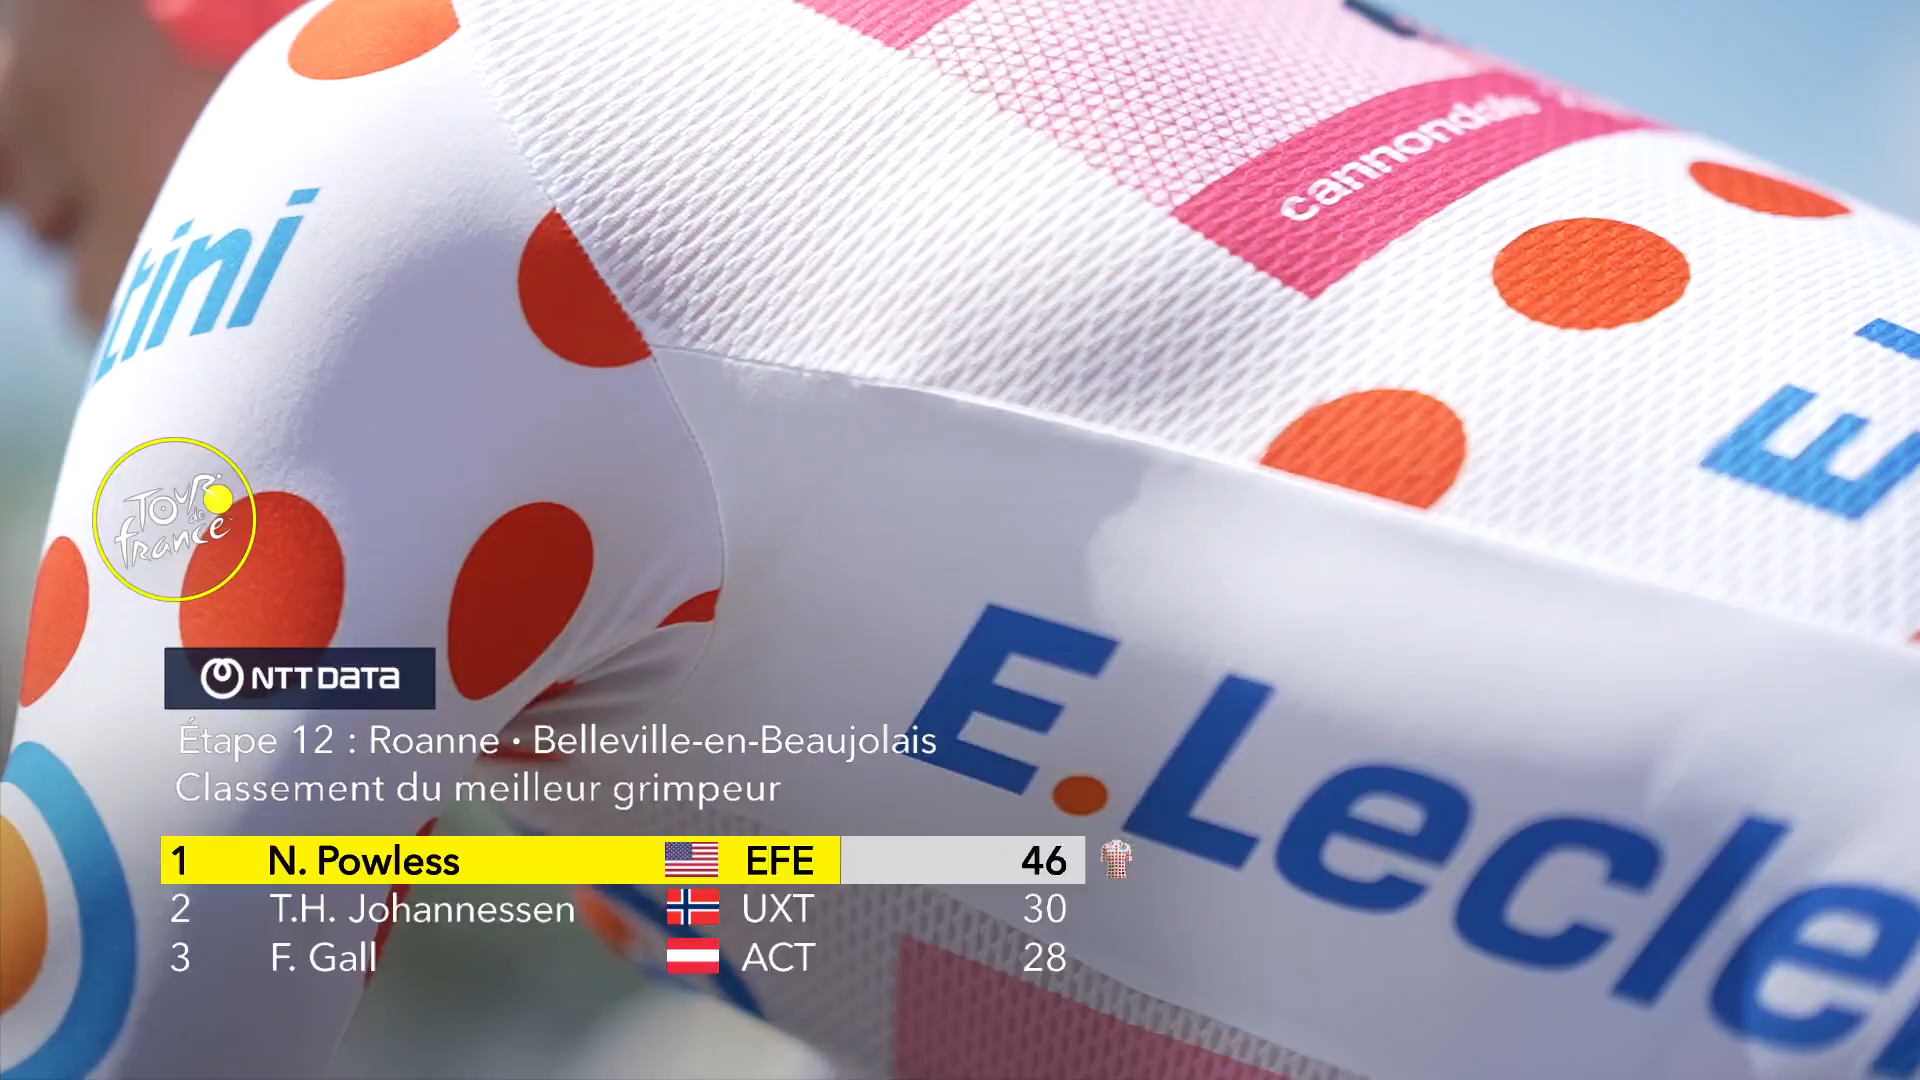 cannondale
tini
E.L
TOUR
de
france
NTT DATA
Étape 12 : Roanne · Belleville-en-Beaujolais
Classement du meilleur grimpeur
E.Lecle
1 N. Powless EFE 46
2 T.H. Johannessen UXT 30
3 F. Gall ACT 28